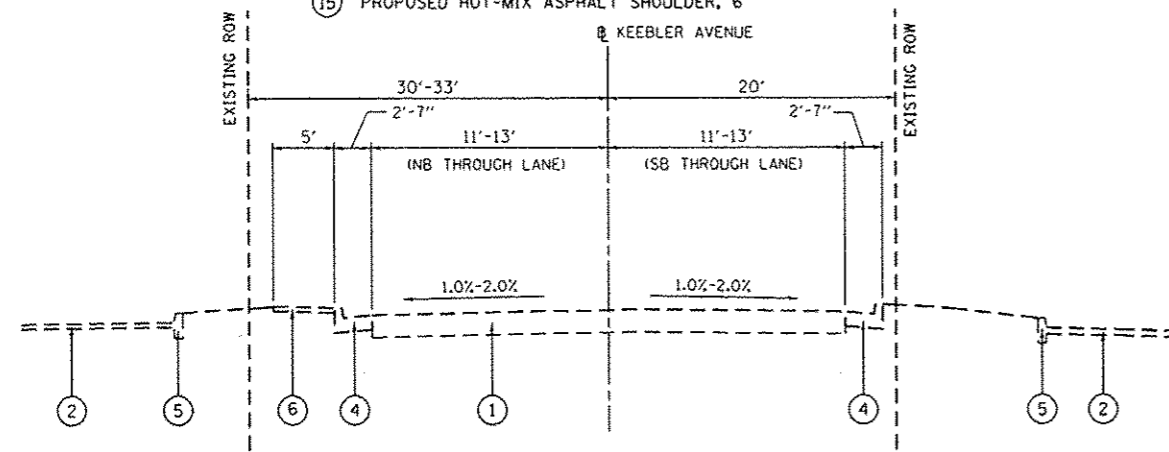 15 PROPOSED HOT-MIX ASPHALT SHOULDER, 6"
℄ KEEBLER AVENUE
EXISTING ROW
EXISTING ROW
30'-33' 20'
2'-7" 2'-7"
5' 11'-13' 11'-13'
(NB THROUGH LANE) (SB THROUGH LANE)
1.0%-2.0% 1.0%-2.0%
2 5 6 4 1 4 5 2